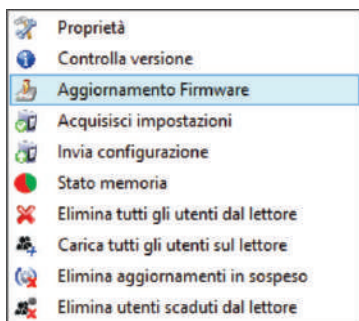 Proprietà
Controlla versione
Aggiornamento Firmware
Acquisisci impostazioni
Invia configurazione
Stato memoria
Elimina tutti gli utenti dal lettore
Carica tutti gli utenti sul lettore
Elimina aggiornamenti in sospeso
Elimina utenti scaduti dal lettore